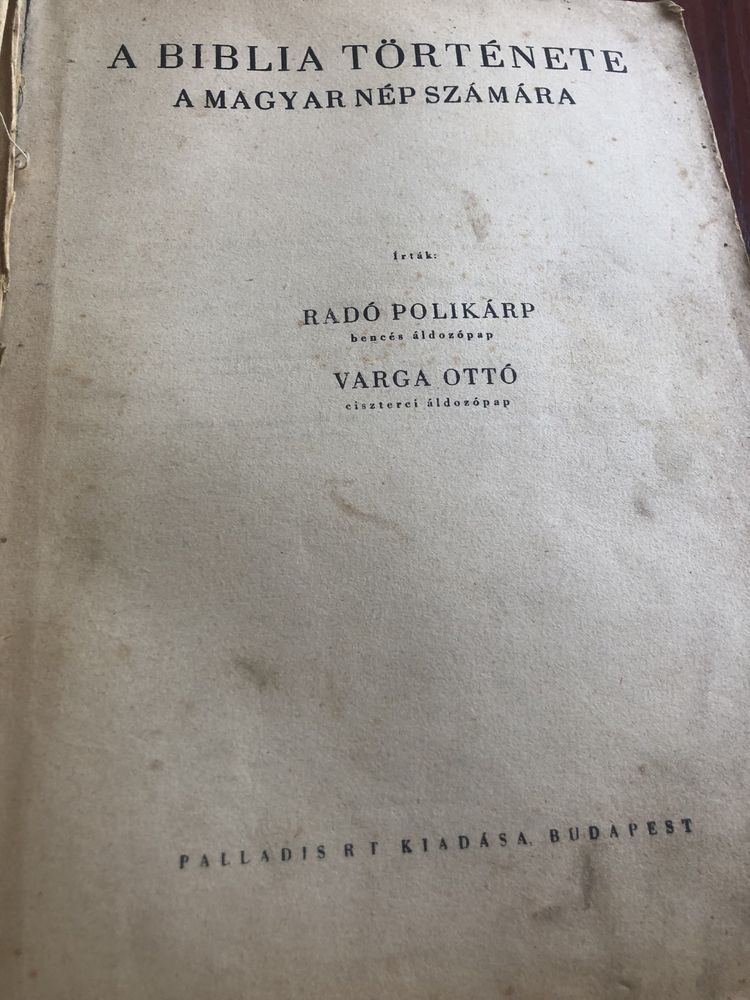 A BIBLIA TÖRTÉNETE
A MAGYAR NÉP SZÁMÁRA
írták:
RADÓ POLIKÁRP
bencés áldozópap
VARGA OTTÓ
ciszterci áldozópap
PALLADIS RT KIADÁSA, BUDAPEST